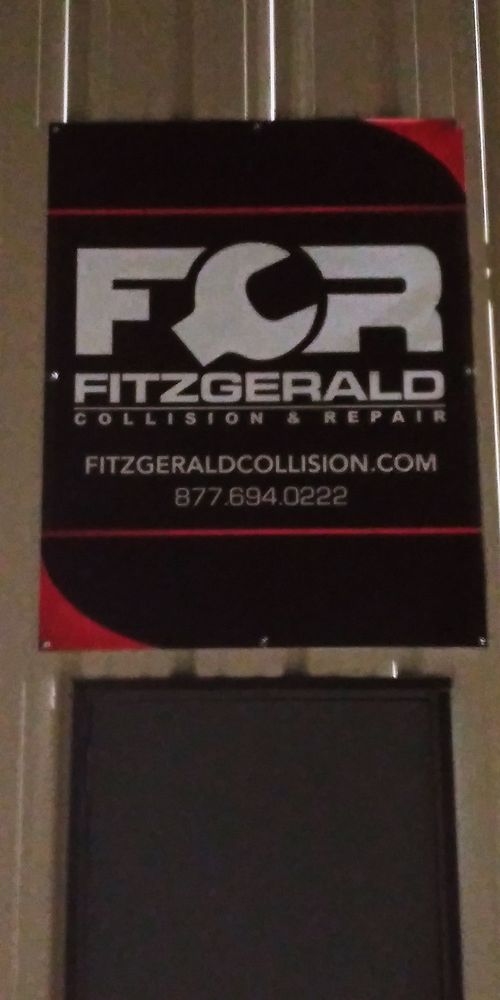 FCR
FITZGERALD
COLLISION & REPAIR
FITZGERALDCOLLISION.COM
877.694.0222